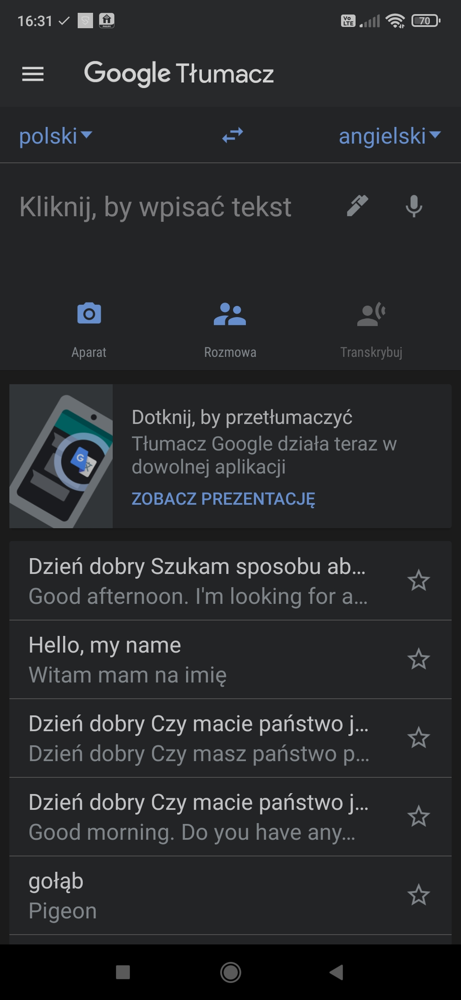 16:31
PHILIPS
Vo
LTE
70
Google Tłumacz
polski
angielski
Kliknij, by wpisać tekst
Aparat
Rozmowa
Transkrybuj
Dotknij, by przetłumaczyć
Tłumacz Google działa teraz w
dowolnej aplikacji
ZOBACZ PREZENTACJĘ
Dzień dobry Szukam sposobu ab...
Good afternoon. I'm looking for a...
Hello, my name
Witam mam na imię
Dzień dobry Czy macie państwo j...
Dzień dobry Czy masz państwo p...
Dzień dobry Czy macie państwo j...
Good morning. Do you have any...
gołąb
Pigeon